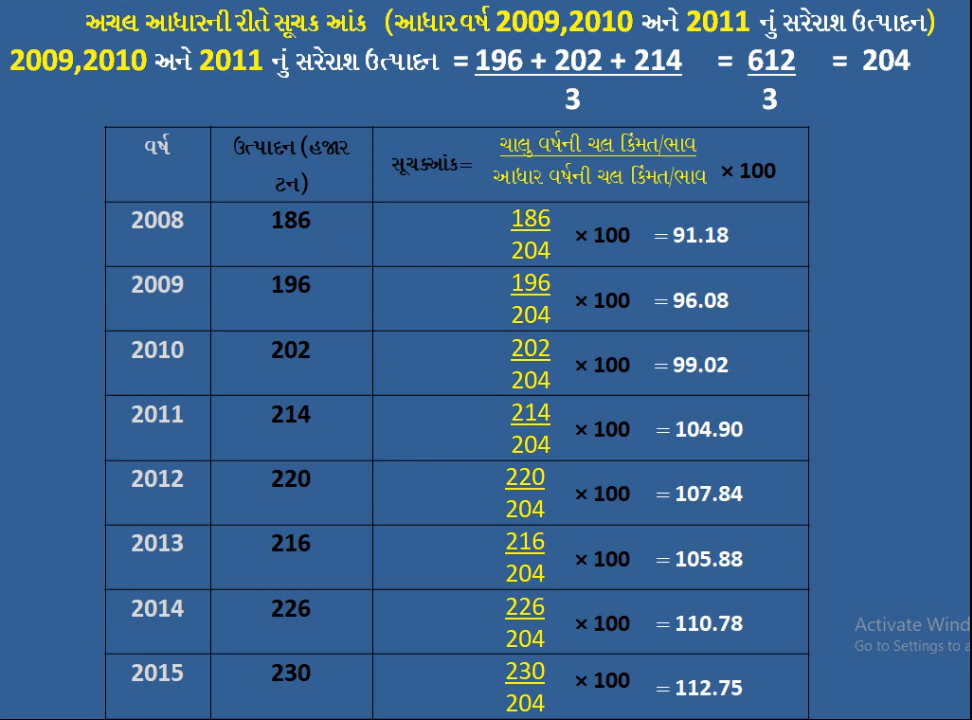 અચલ આધારની રીતે સૂચક આંક (આધાર વર્ષ 2009,2010 અને 2011 નું સરેરાશ ઉત્પાદન)
2009,2010 અને 2011 નું સરેરાશ ઉત્પાદન = 196 + 202 + 214 = 612 = 204
3 3
વર્ષ ઉત્પાદન (હજાર ટન) સૂચકઆંક= ચાલુ વર્ષની ચલ કિંમત/ભાવ
આધાર વર્ષની ચલ કિંમત/ભાવ × 100
2008 186 186
204 × 100 = 91.18
2009 196 196
204 × 100 = 96.08
2010 202 202
204 × 100 = 99.02
2011 214 214
204 × 100 = 104.90
2012 220 220
204 × 100 = 107.84
2013 216 216
204 × 100 = 105.88
2014 226 226
204 × 100 = 110.78
2015 230 230
204 × 100 = 112.75
Activate Wind
Go to Settings to a